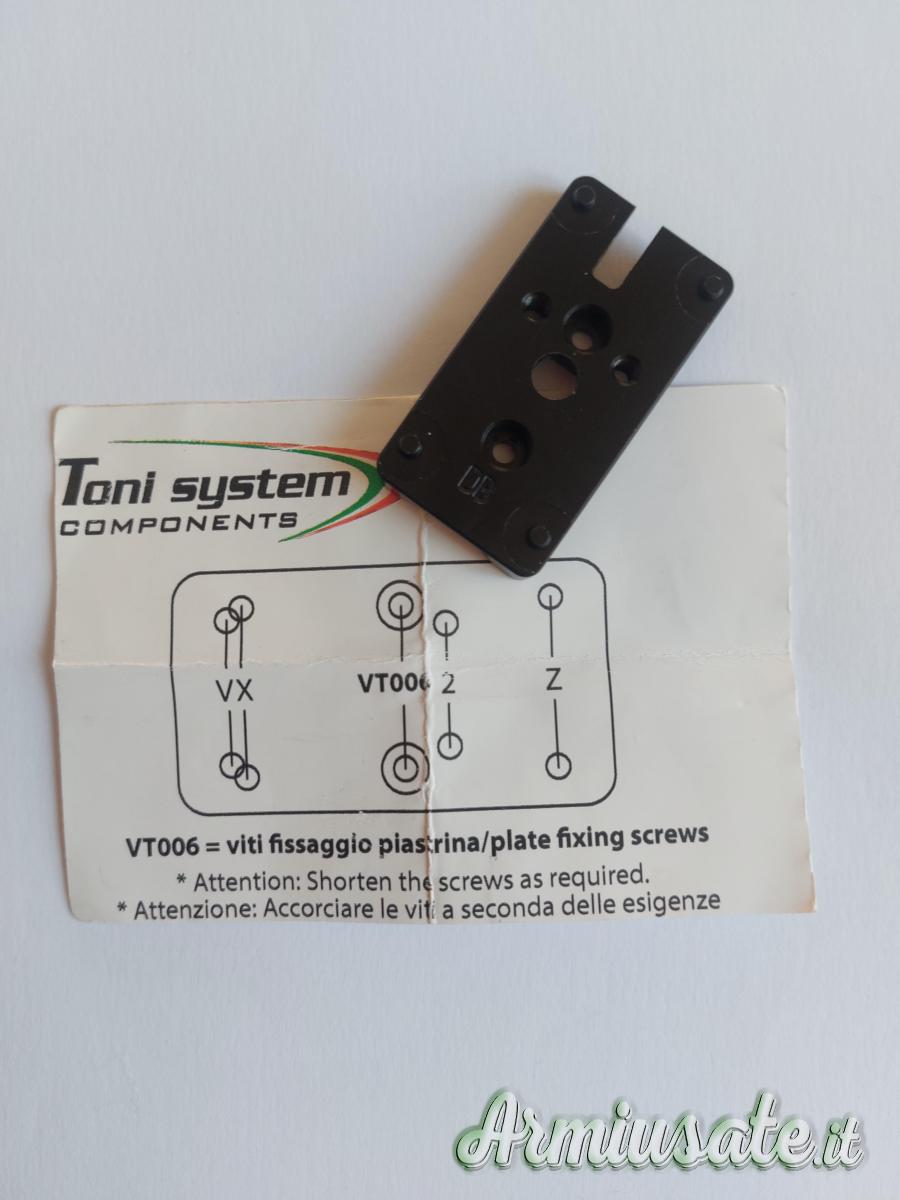 DB
Toni system
COMPONENTS
VX VT006 2 Z
VT006 = viti fissaggio piastrina/plate fixing screws
* Attention: Shorten the screws as required.
* Attenzione: Accorciare le viti a seconda delle esigenze
Armiusate.it